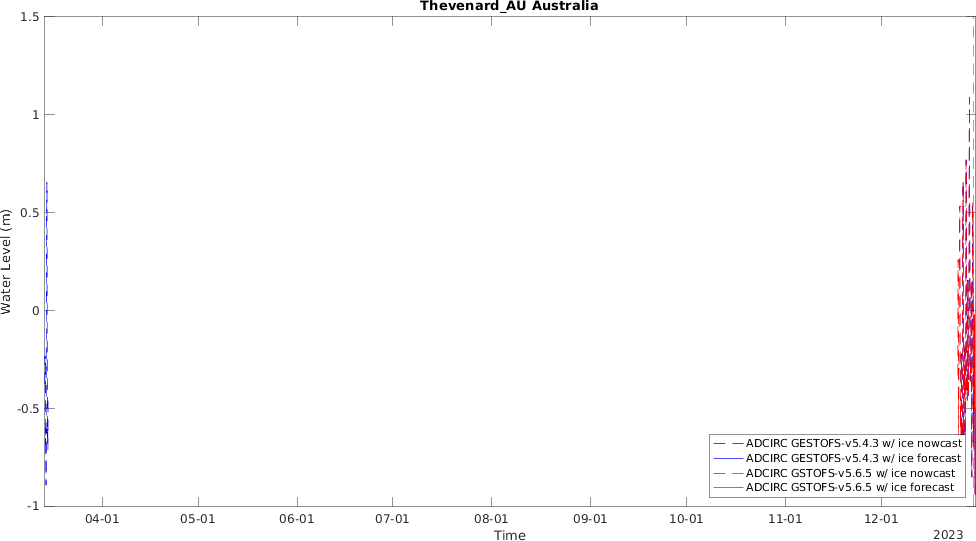 Thevenard_AU Australia
1.5
1
0.5
0
-0.5
-1
Water Level (m)
04-01 05-01 06-01 07-01 08-01 09-01 10-01 11-01 12-01
Time
2023
ADCIRC GESTOFS-v5.4.3 w/ ice nowcast
ADCIRC GESTOFS-v5.4.3 w/ ice forecast
ADCIRC GSTOFS-v5.6.5 w/ ice nowcast
ADCIRC GSTOFS-v5.6.5 w/ ice forecast